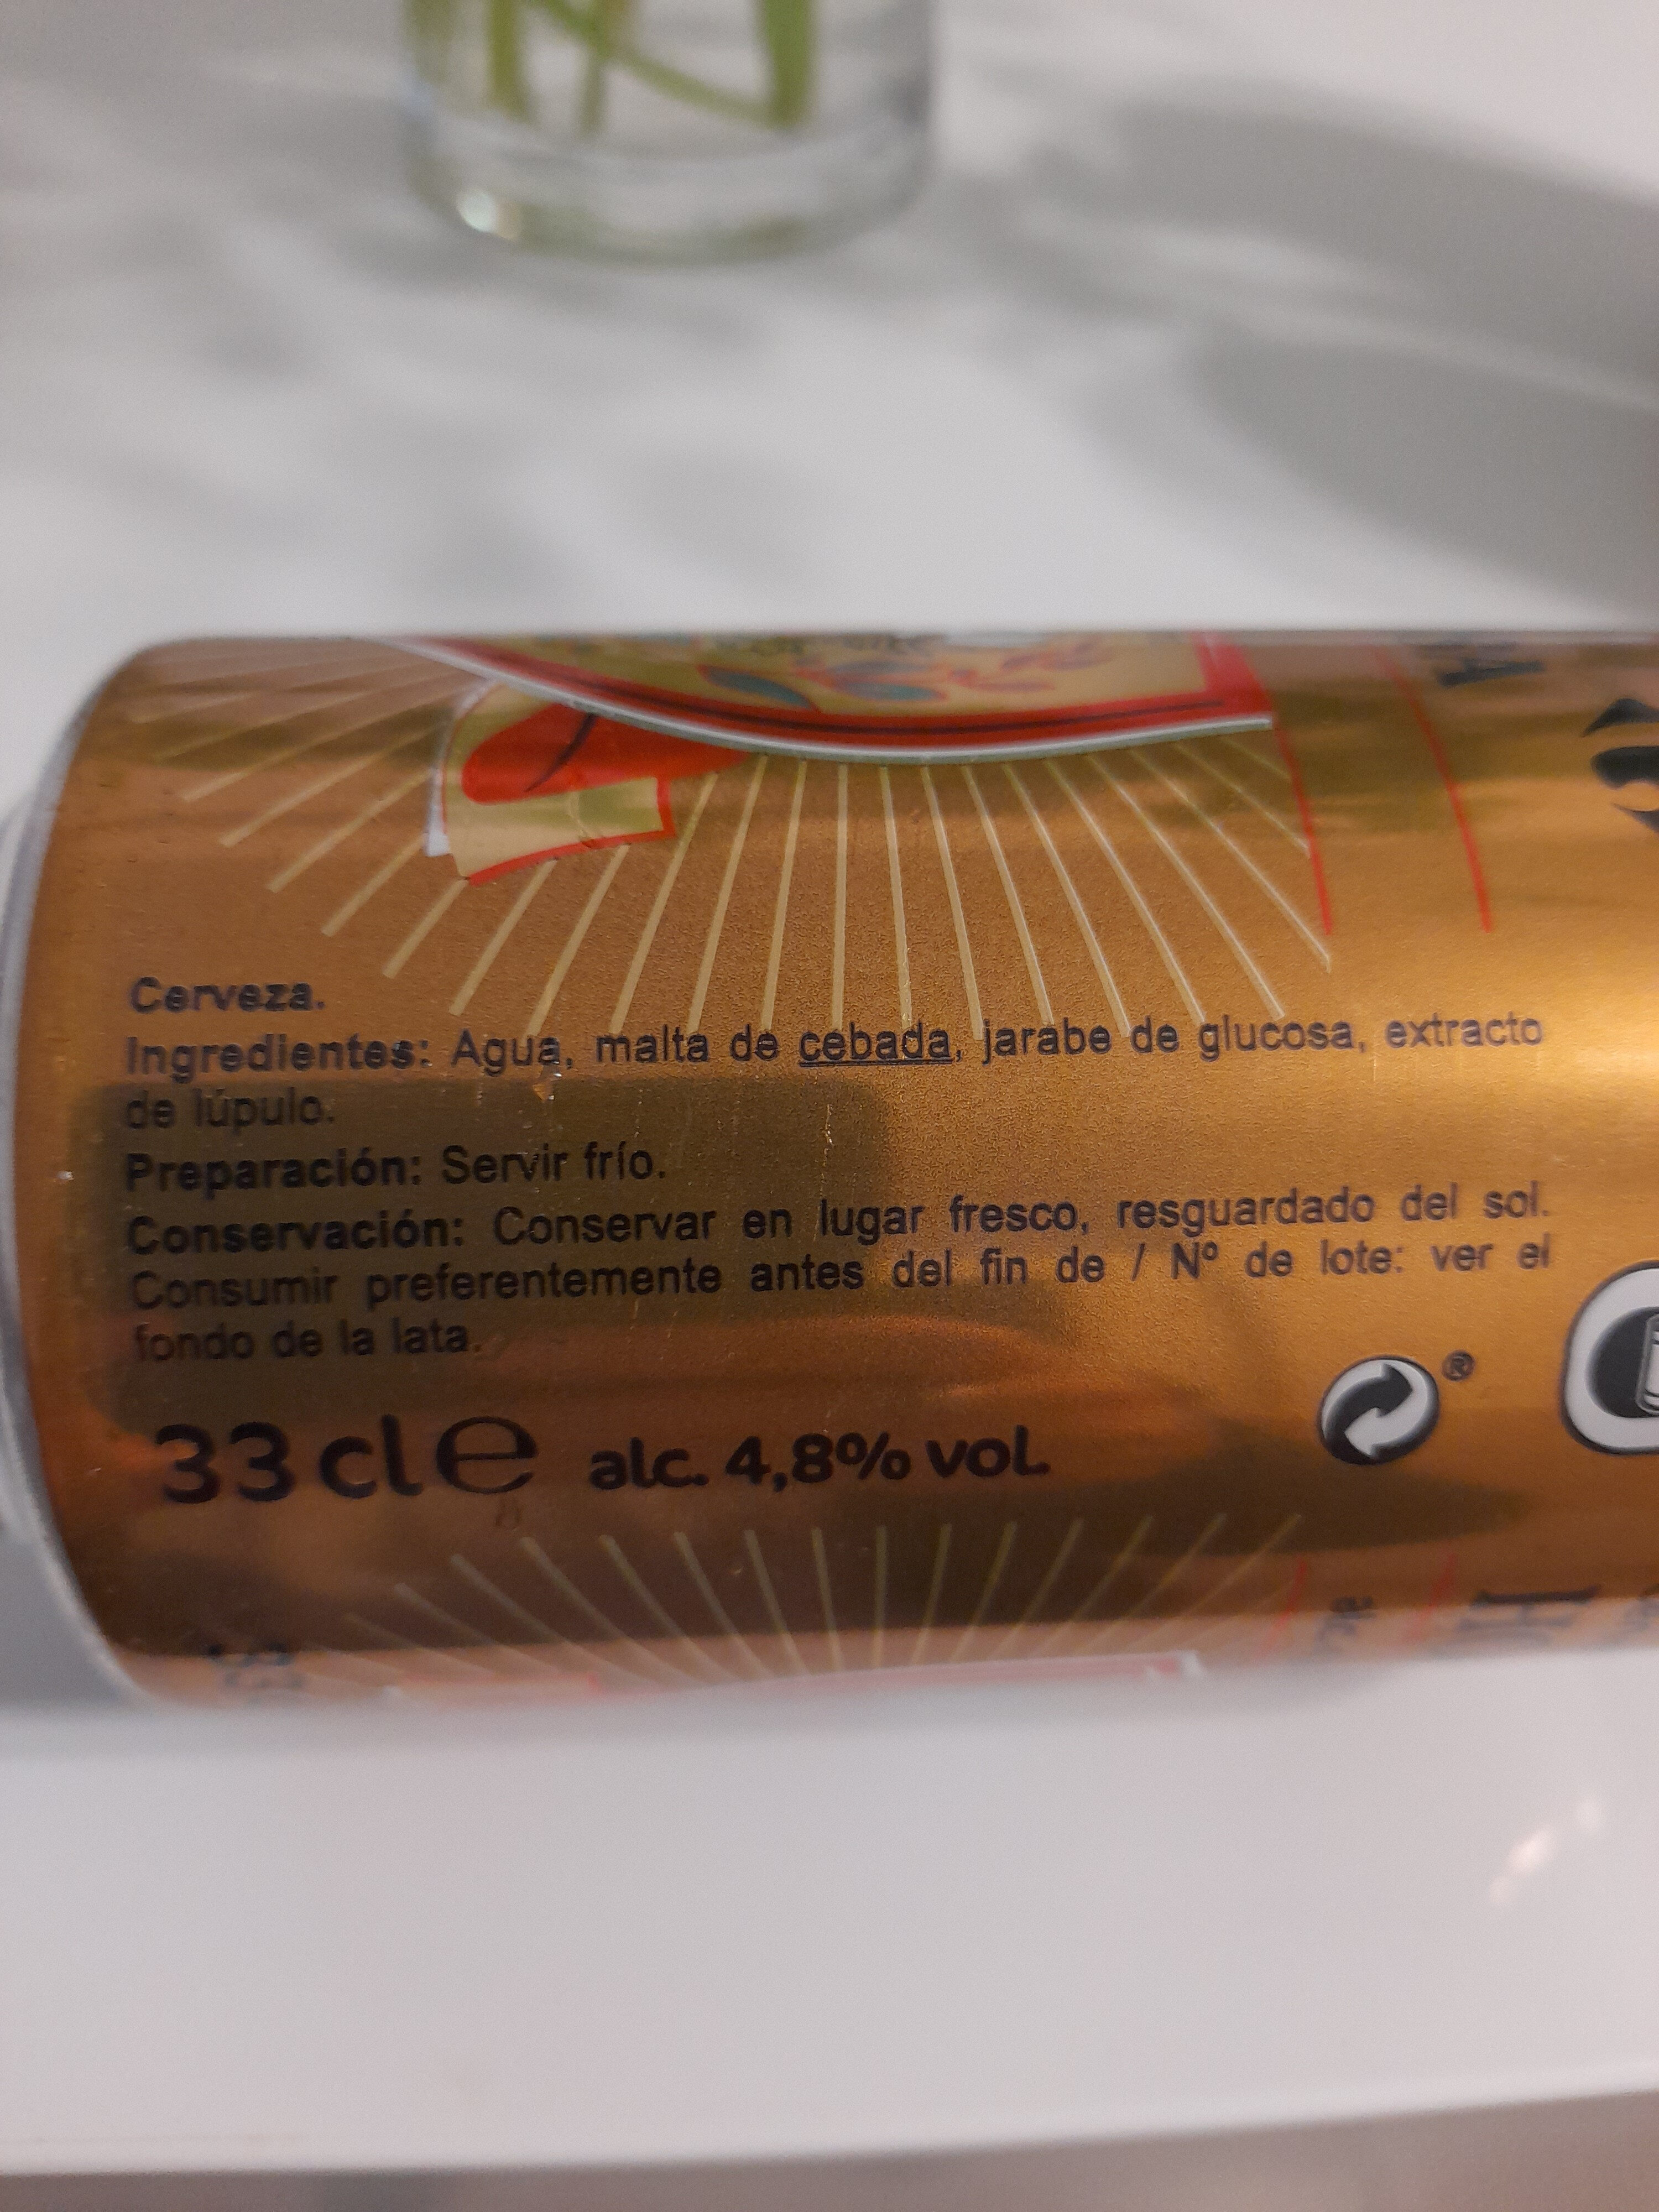 Cerveza.
Ingredientes: Agua, malta de cebada, jarabe de glucosa, extracto
de lúpulo.
Preparación: Servir frío.
Conservación: Conservar en lugar fresco, resguardado del sol.
Consumir preferentemente antes del fin de / Nº de lote: ver el
fondo de la lata.
®
33 cl e alc. 4,8% vol.